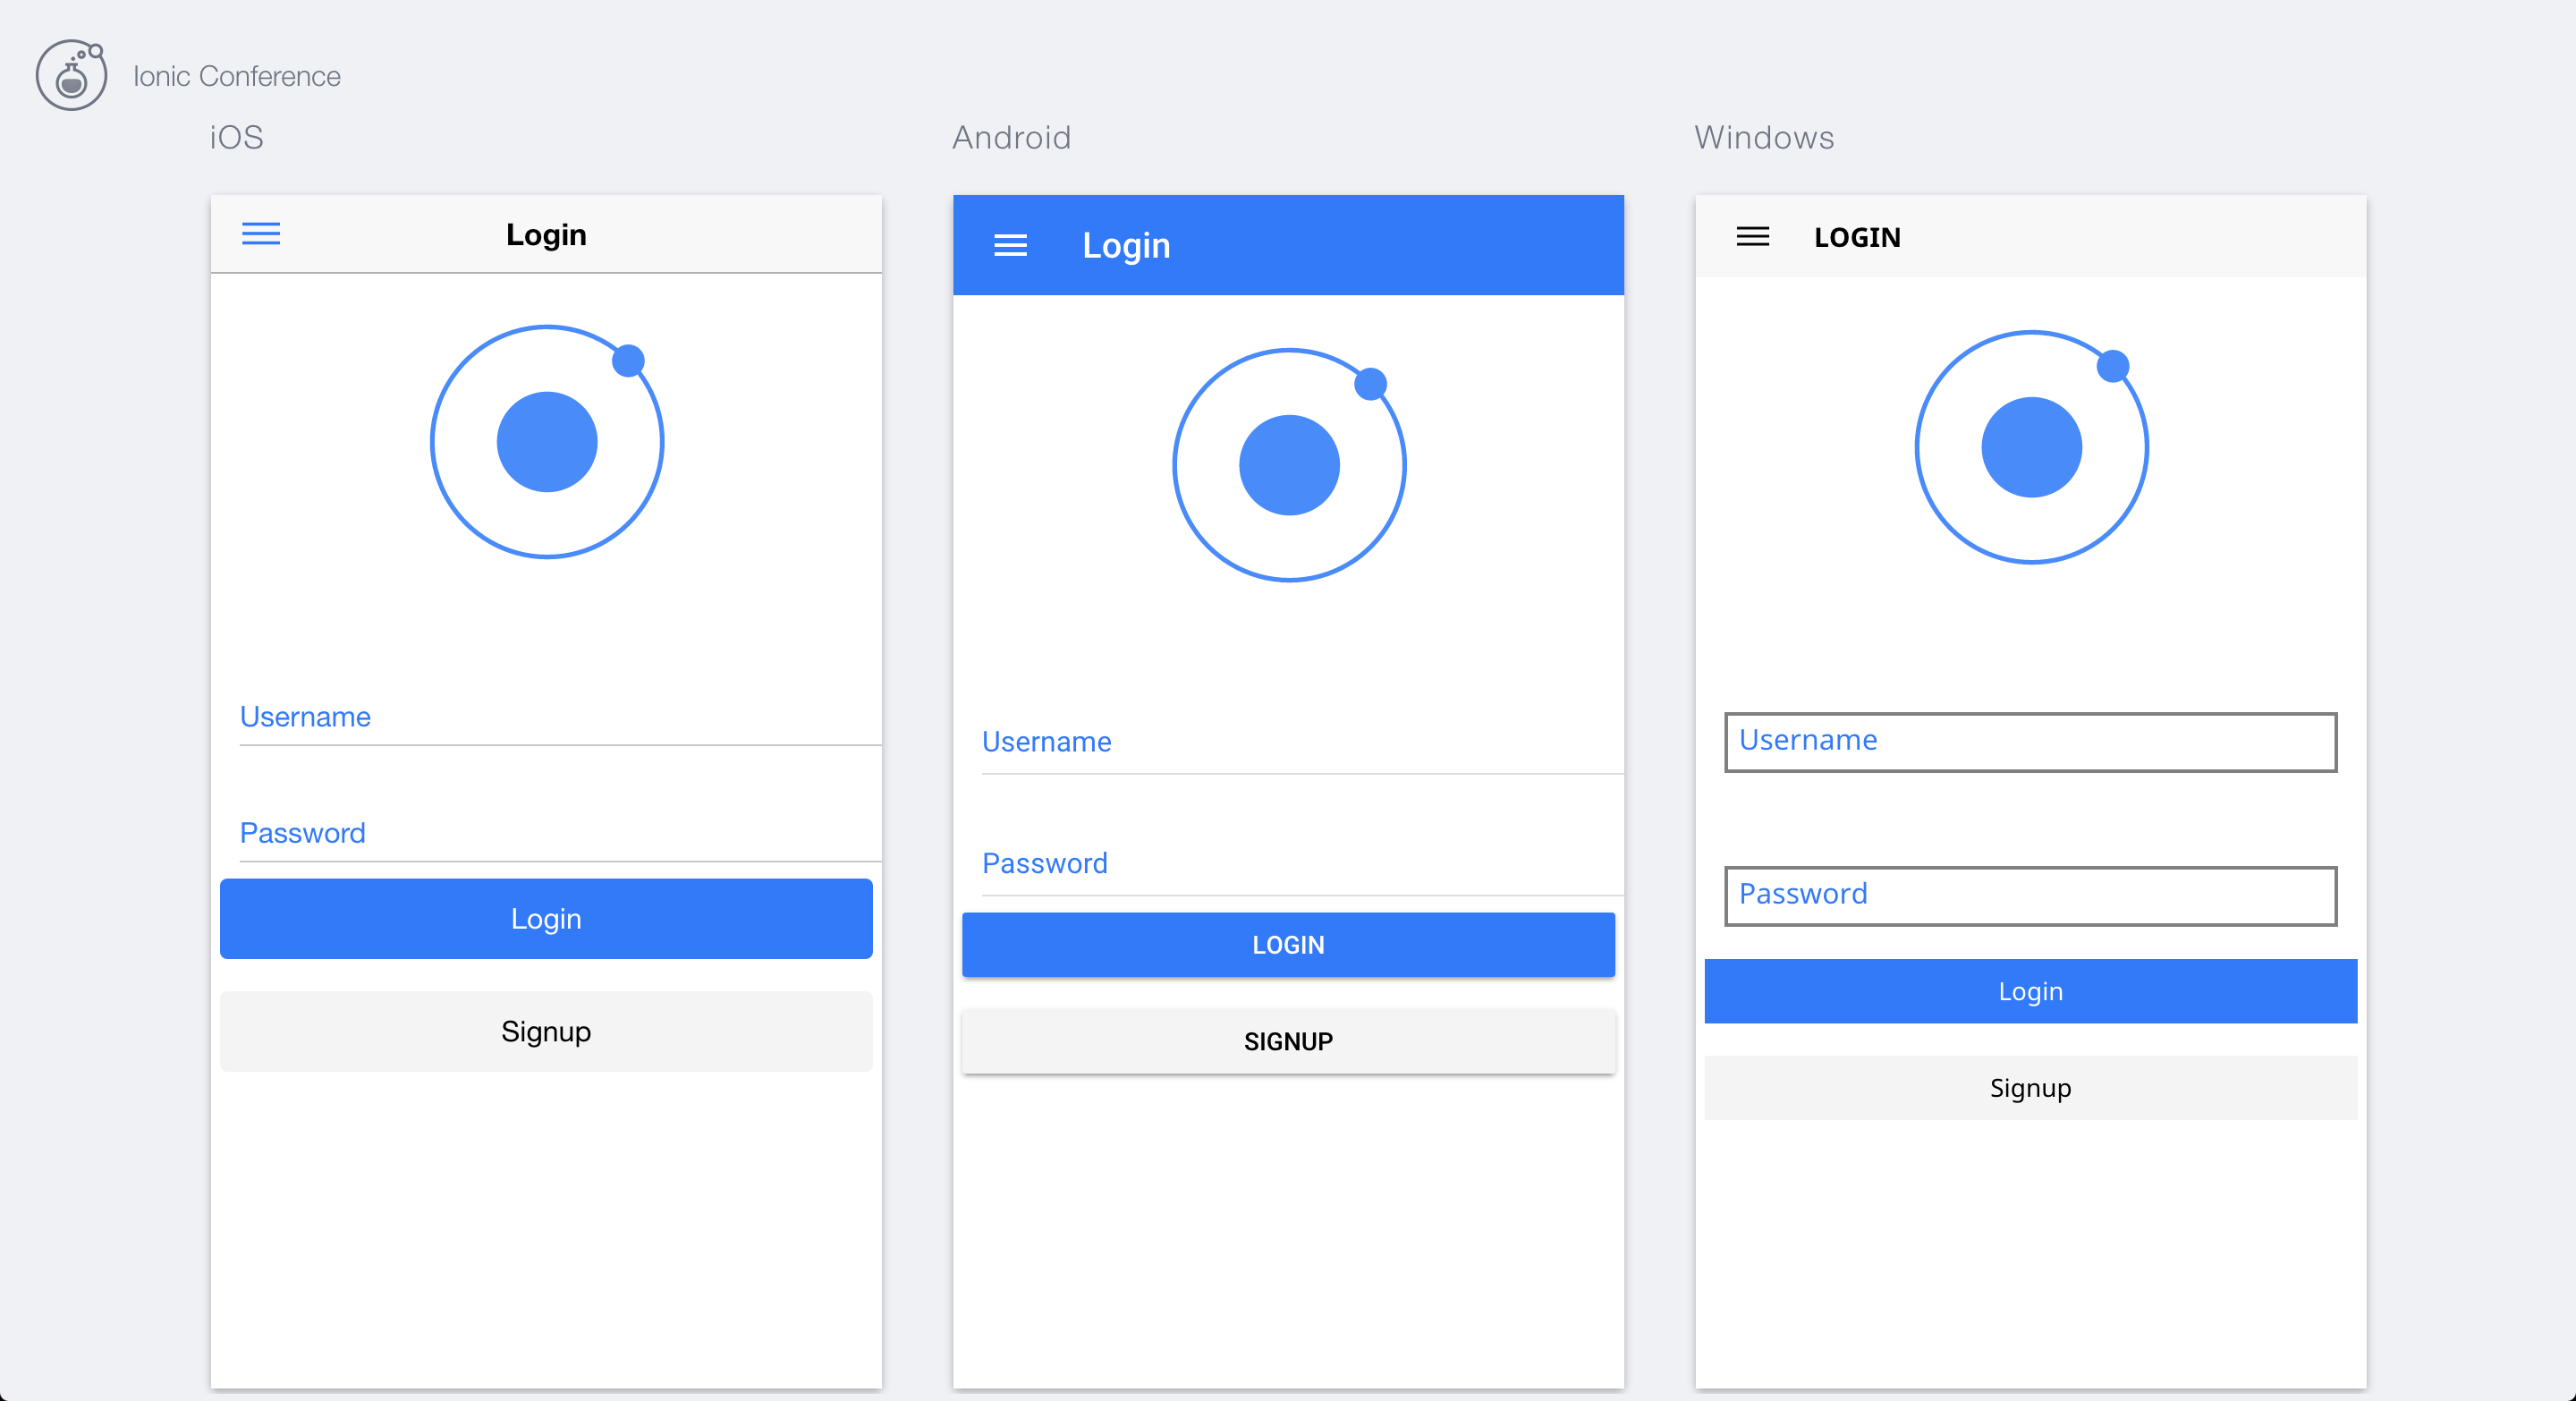 Ionic Conference
iOS
Login
Username
Password
Login
Signup
Android
Login
Username
Password
LOGIN
SIGNUP
Windows
LOGIN
Username
Password
Login
Signup